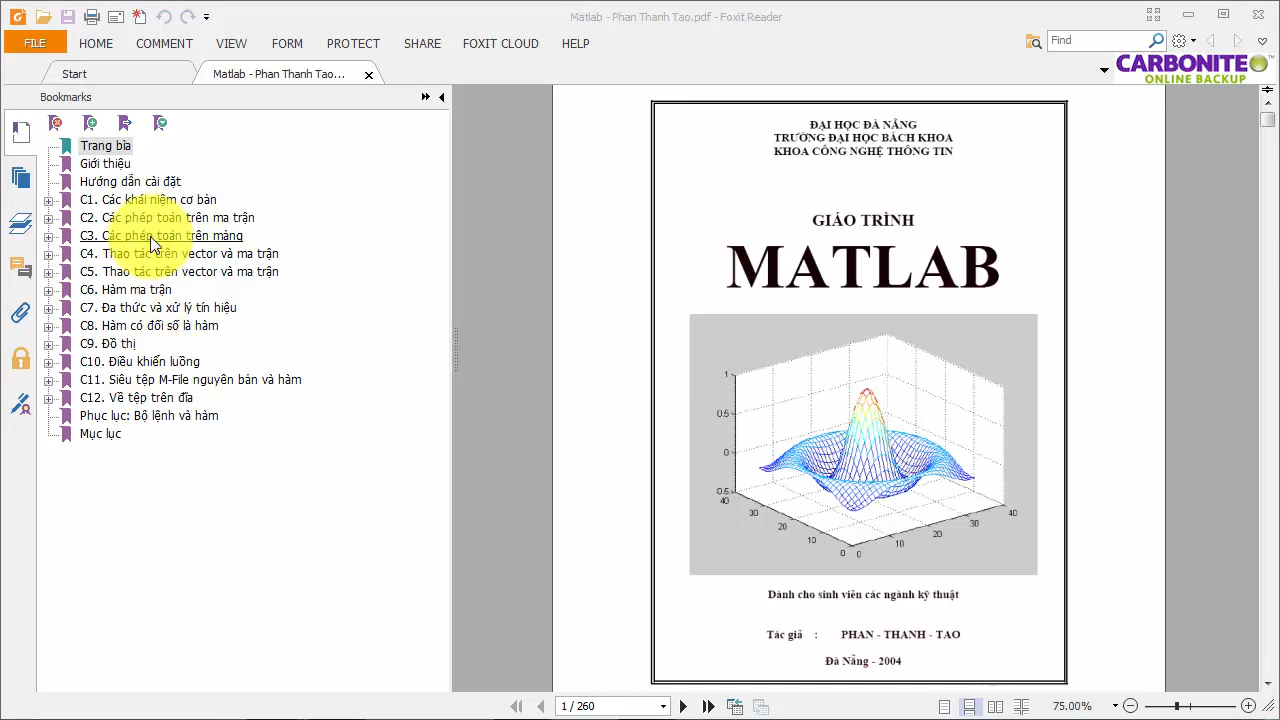 Matlab - Phan Thanh Tao.pdf - Foxit Reader
FILE
HOME
COMMENT
VIEW
FORM
PROTECT
SHARE
FOXIT CLOUD
HELP
Find
Start
Matlab - Phan Thanh Tao...
CARBONITE
ONLINE BACKUP
Bookmarks
Trang bìa
Giới thiệu
Hướng dẫn cài đặt
C1. Các khái niệm cơ bản
C2. Các phép toán trên ma trận
C3. Các phép toán trên mảng
C4. Thao tác trên vector và ma trận
C5. Thao tác trên vector và ma trận
C6. Hàm ma trận
C7. Đa thức và xử lý tín hiệu
C8. Hàm có đối số là hàm
C9. Đồ thị
C10. Điều khiển luồng
C11. Siêu tệp M-File nguyên bản và hàm
C12. Về tệp trên đĩa
Phục lục: Bộ lệnh và hàm
Mục lục
ĐẠI HỌC ĐÀ NẴNG
TRƯỜNG ĐẠI HỌC BÁCH KHOA
KHOA CÔNG NGHỆ THÔNG TIN
GIÁO TRÌNH
MATLAB
1
0.5
0
0.5
40
30
20
10
0
0
10
20
30
40
Dành cho sinh viên các ngành kỹ thuật
Tác giả : PHAN - THANH - TAO
Đà Nẵng - 2004
1 / 260
75.00%